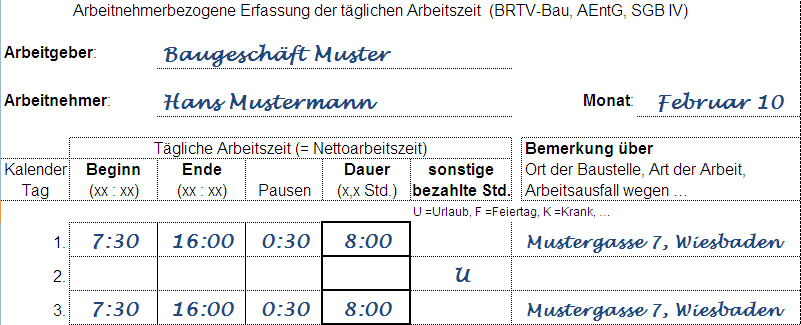 Arbeitnehmerbezogene Erfassung der täglichen Arbeitszeit (BRTV-Bau, AEntG, SGB IV)
Arbeitgeber: Baugeschäft Muster
Arbeitnehmer: Hans Mustermann Monat: Februar 10
Tägliche Arbeitszeit (= Nettoarbeitszeit) Bemerkung über
Kalender Beginn Ende Dauer sonstige Ort der Baustelle, Art der Arbeit,
Tag (xx : xx) (xx : xx) Pausen (x,x Std.) bezahlte Std. Arbeitsausfall wegen ...
U =Urlaub, F =Feiertag, K =Krank, ...
1. 7:30 16:00 0:30 8:00 Mustergasse 7, Wiesbaden
2. U
3. 7:30 16:00 0:30 8:00 Mustergasse 7, Wiesbaden